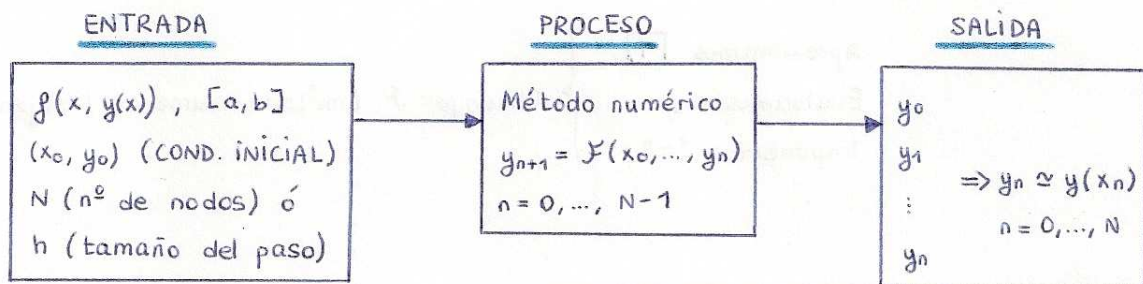 ENTRADA
f(x, y(x)), [a, b]
(x₀, y₀) (COND. INICIAL)
N (nº de nodos) ó
h (tamaño del paso)
PROCESO
Método numérico
yₙ₊₁ = F(x₀, ..., yₙ)
n = 0, ..., N-1
SALIDA
y₀
y₁
⋮
yₙ
=> yₙ ≃ y(xₙ)
n = 0, ..., N